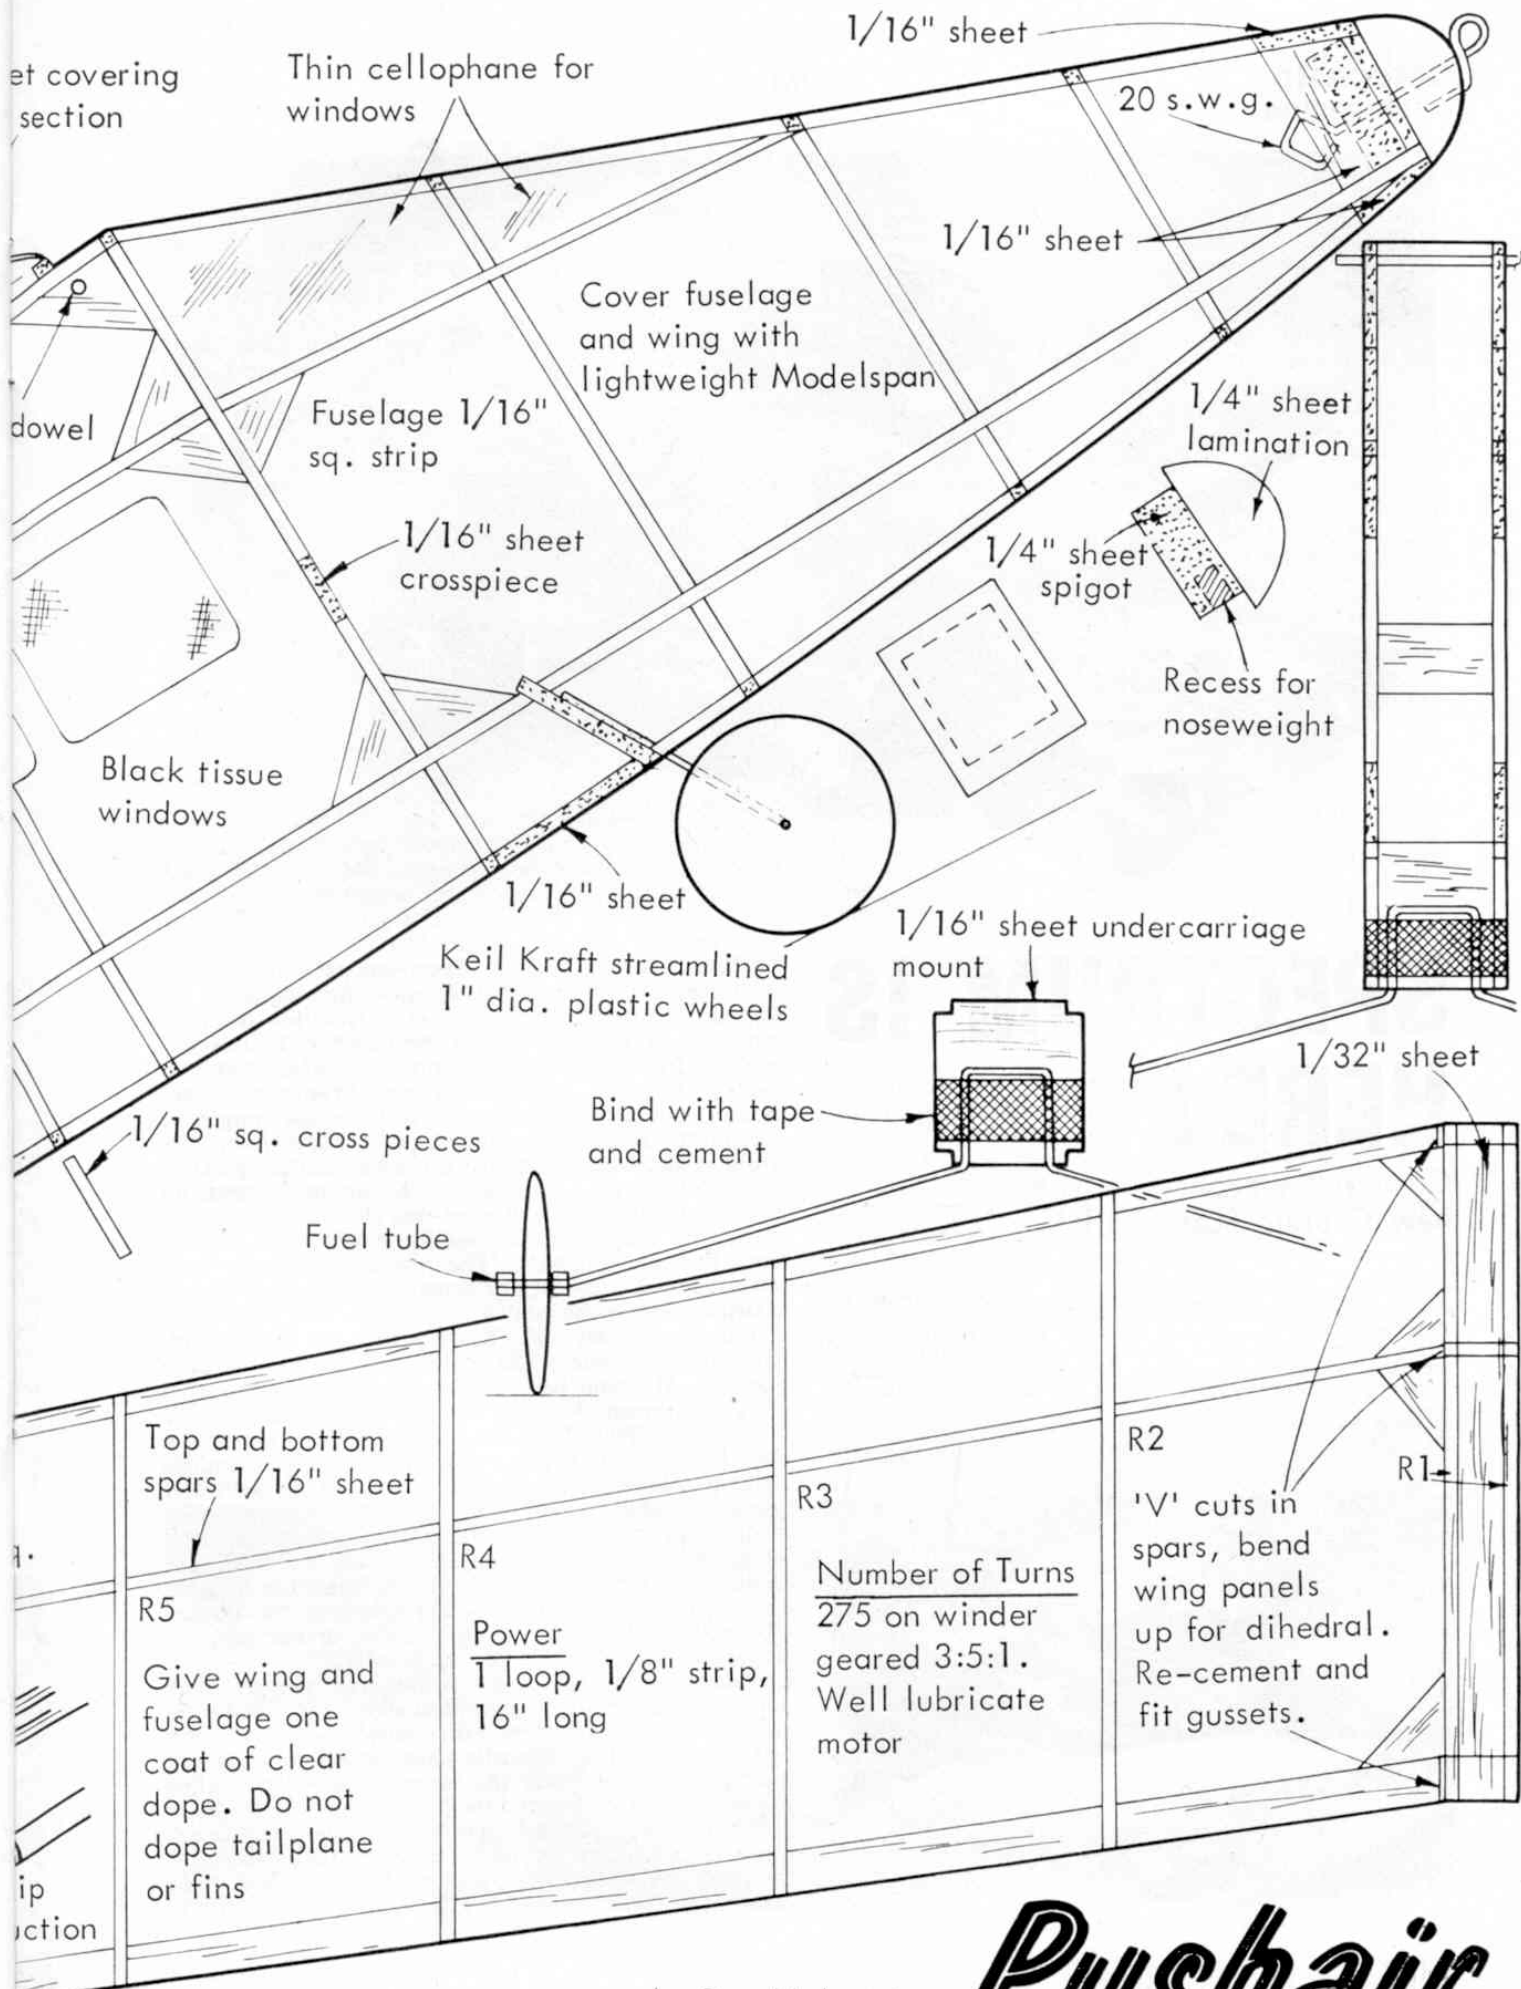 1/16" sheet
et covering
section
Thin cellophane for
windows
20 s.w.g.
1/16" sheet
Cover fuselage
and wing with
lightweight Modelspan
dowel
Fuselage 1/16"
sq. strip
1/4" sheet
lamination
1/16" sheet
crosspiece
1/4" sheet
spigot
Recess for
noseweight
Black tissue
windows
1/16" sheet
Keil Kraft streamlined
1" dia. plastic wheels
1/16" sheet undercarriage
mount
1/32" sheet
Bind with tape
and cement
1/16" sq. cross pieces
Fuel tube
Top and bottom
spars 1/16" sheet
R5
R4
R3
R2
R1
Give wing and
fuselage one
coat of clear
dope. Do not
dope tailplane
or fins
Power
1 loop, 1/8" strip,
16" long
Number of Turns
275 on winder
geared 3:5:1.
Well lubricate
motor
'V' cuts in
spars, bend
wing panels
up for dihedral.
Re-cement and
fit gussets.
ip
uction
Pushair